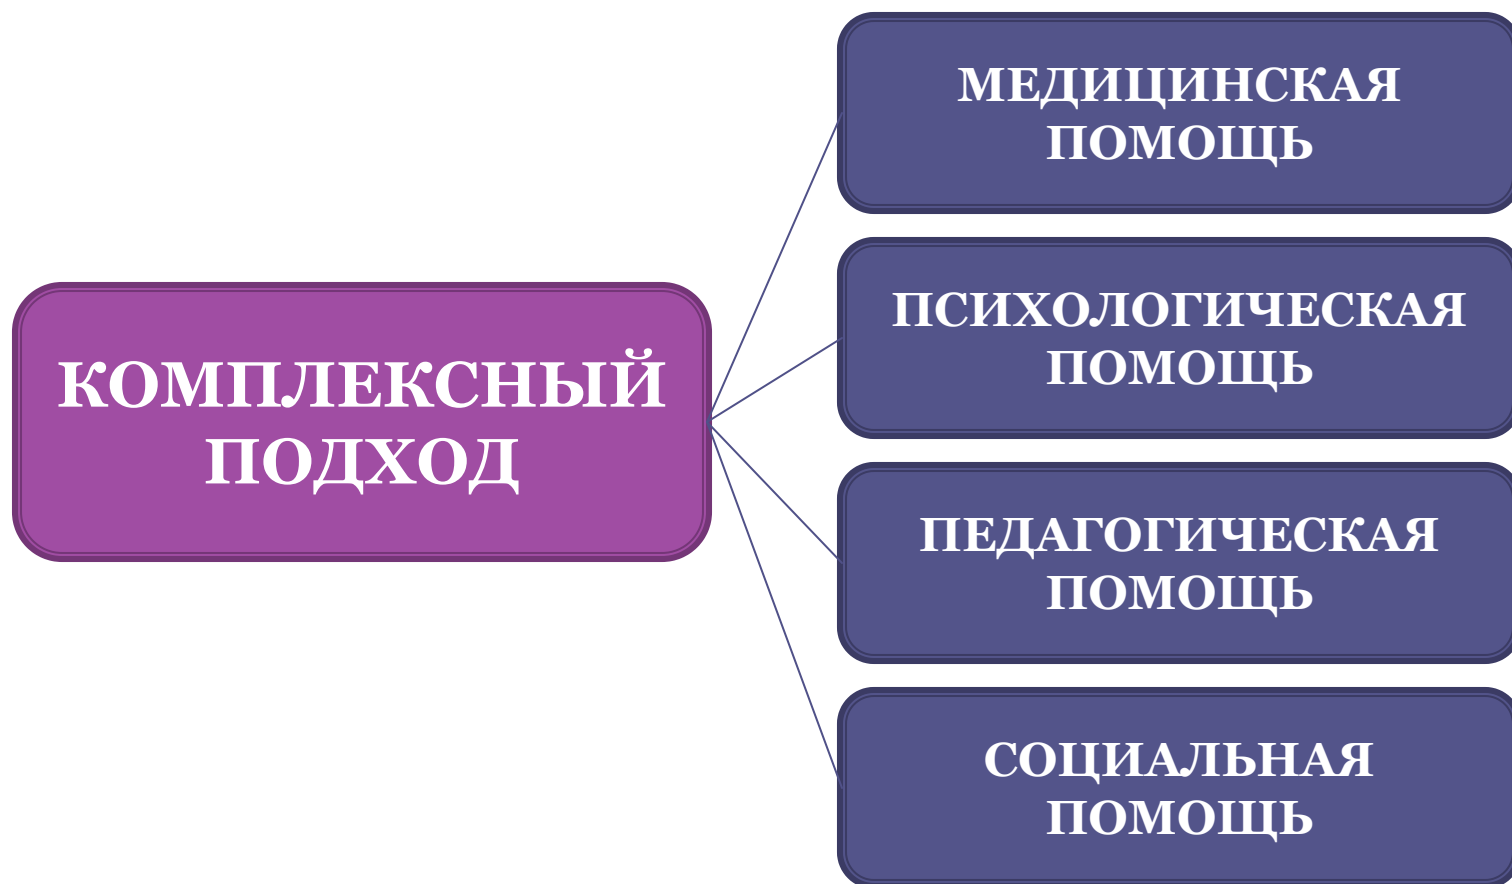 МЕДИЦИНСКАЯ
ПОМОЩЬ
ПСИХОЛОГИЧЕСКАЯ
ПОМОЩЬ
КОМПЛЕКСНЫЙ
ПОДХОД
ПЕДАГОГИЧЕСКАЯ
ПОМОЩЬ
СОЦИАЛЬНАЯ
ПОМОЩЬ